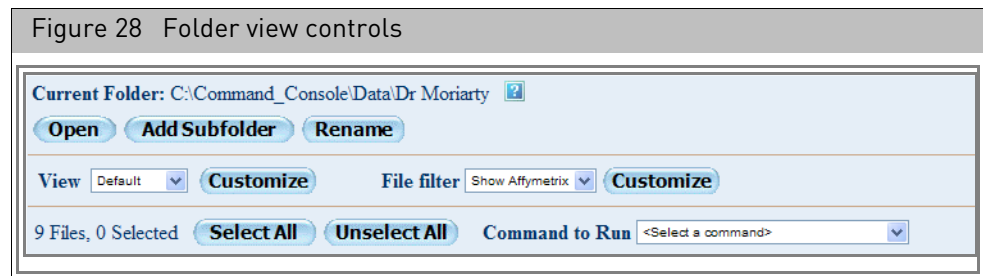 Figure 28 Folder view controls
Current Folder: C:\Command_Console\Data\Dr Moriarty ?
Open Add Subfolder Rename
View Default Customize File filter Show Affymetrix Customize
9 Files, 0 Selected Select All Unselect All Command to Run <Select a command>